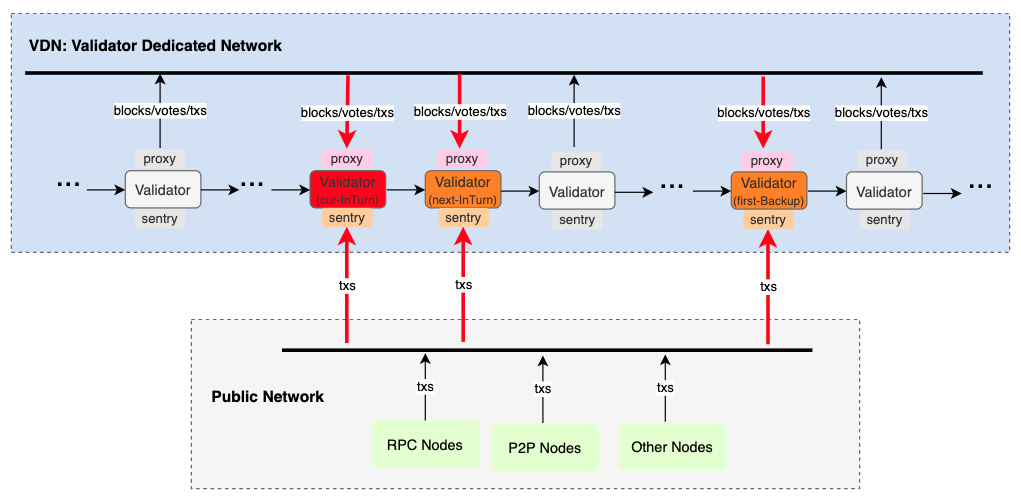 VDN: Validator Dedicated Network
blocks/votes/txs
blocks/votes/txs
blocks/votes/txs
blocks/votes/txs
blocks/votes/txs
blocks/votes/txs
proxy
proxy
proxy
proxy
proxy
proxy
...
Validator
...
Validator
(cur-InTurn)
Validator
(next-InTurn)
Validator
...
Validator
(first-Backup)
Validator
...
sentry
sentry
sentry
sentry
sentry
sentry
txs
txs
txs
Public Network
txs
txs
txs
RPC Nodes
P2P Nodes
Other Nodes